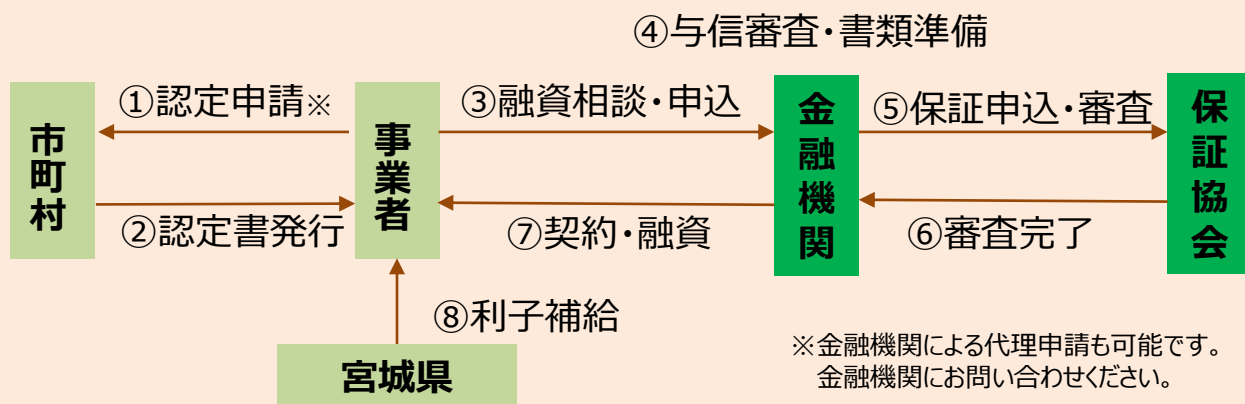 ④与信審査・書類準備
①認定申請※
③融資相談・申込
⑤保証申込・審査
市町村
事業者
金融機関
保証協会
②認定書発行
⑦契約・融資
⑥審査完了
⑧利子補給
宮城県
※金融機関による代理申請も可能です。
金融機関にお問い合わせください。